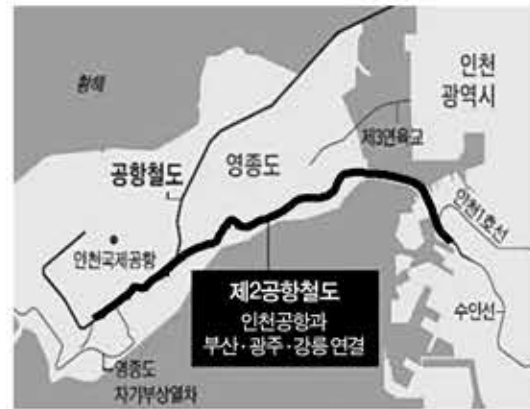 황해
인천
광역시
제3연륙교
공항철도
영종도
인천1호선
인천국제공항
제2공항철도
인천공항과
부산·광주·강릉 연결
수인선
영종도
자기부상열차